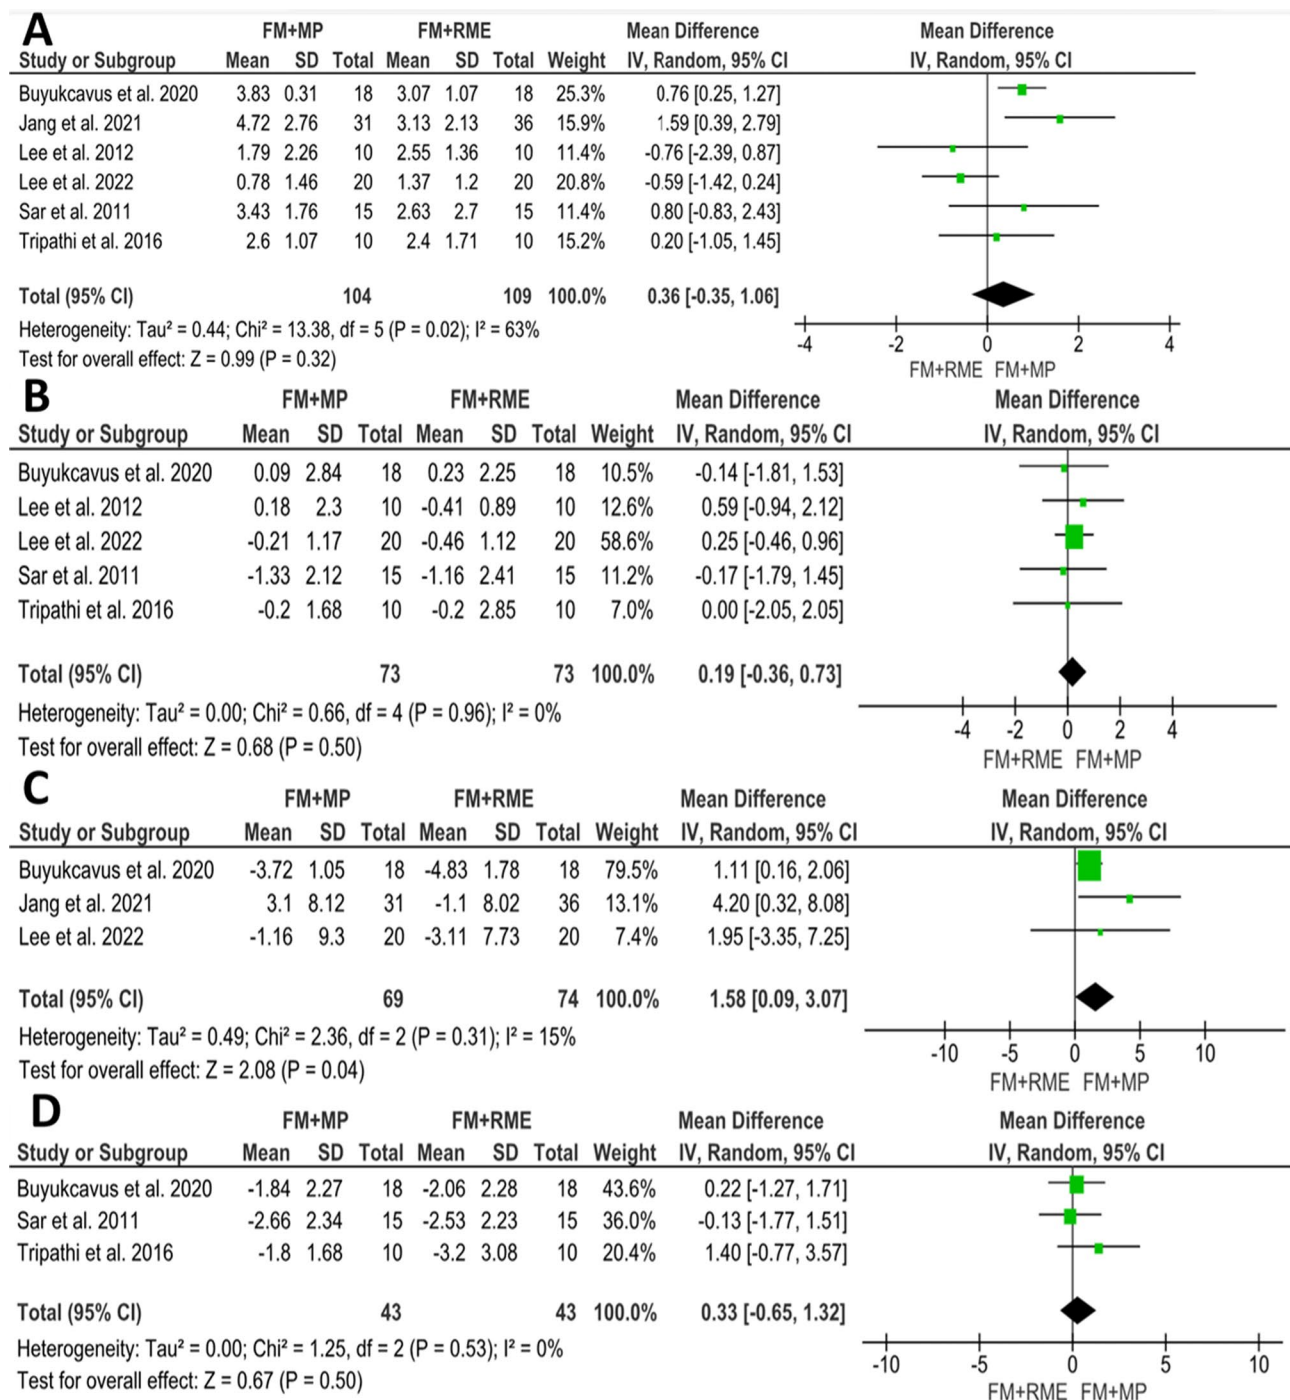 A
FM+MP FM+RME Mean Difference Mean Difference
Study or Subgroup Mean SD Total Mean SD Total Weight IV, Random, 95% CI IV, Random, 95% CI
Buyukcavus et al. 2020 3.83 0.31 18 3.07 1.07 18 25.3% 0.76 [0.25, 1.27]
Jang et al. 2021 4.72 2.76 31 3.13 2.13 36 15.9% 1.59 [0.39, 2.79]
Lee et al. 2012 1.79 2.26 10 2.55 1.36 10 11.4% -0.76 [-2.39, 0.87]
Lee et al. 2022 0.78 1.46 20 1.37 1.2 20 20.8% -0.59 [-1.42, 0.24]
Sar et al. 2011 3.43 1.76 15 2.63 2.7 15 11.4% 0.80 [-0.83, 2.43]
Tripathi et al. 2016 2.6 1.07 10 2.4 1.71 10 15.2% 0.20 [-1.05, 1.45]
Total (95% CI) 104 109 100.0% 0.36 [-0.35, 1.06]
Heterogeneity: Tau² = 0.44; Chi² = 13.38, df = 5 (P = 0.02); I² = 63%
Test for overall effect: Z = 0.99 (P = 0.32)
-4 -2 0 2 4
FM+RME FM+MP
B
FM+MP FM+RME Mean Difference Mean Difference
Study or Subgroup Mean SD Total Mean SD Total Weight IV, Random, 95% CI IV, Random, 95% CI
Buyukcavus et al. 2020 0.09 2.84 18 0.23 2.25 18 10.5% -0.14 [-1.81, 1.53]
Lee et al. 2012 0.18 2.3 10 -0.41 0.89 10 12.6% 0.59 [-0.94, 2.12]
Lee et al. 2022 -0.21 1.17 20 -0.46 1.12 20 58.6% 0.25 [-0.46, 0.96]
Sar et al. 2011 -1.33 2.12 15 -1.16 2.41 15 11.2% -0.17 [-1.79, 1.45]
Tripathi et al. 2016 -0.2 1.68 10 -0.2 2.85 10 7.0% 0.00 [-2.05, 2.05]
Total (95% CI) 73 73 100.0% 0.19 [-0.36, 0.73]
Heterogeneity: Tau² = 0.00; Chi² = 0.66, df = 4 (P = 0.96); I² = 0%
Test for overall effect: Z = 0.68 (P = 0.50)
-4 -2 0 2 4
FM+RME FM+MP
C
FM+MP FM+RME Mean Difference Mean Difference
Study or Subgroup Mean SD Total Mean SD Total Weight IV, Random, 95% CI IV, Random, 95% CI
Buyukcavus et al. 2020 -3.72 1.05 18 -4.83 1.78 18 79.5% 1.11 [0.16, 2.06]
Jang et al. 2021 3.1 8.12 31 -1.1 8.02 36 13.1% 4.20 [0.32, 8.08]
Lee et al. 2022 -1.16 9.3 20 -3.11 7.73 20 7.4% 1.95 [-3.35, 7.25]
Total (95% CI) 69 74 100.0% 1.58 [0.09, 3.07]
Heterogeneity: Tau² = 0.49; Chi² = 2.36, df = 2 (P = 0.31); I² = 15%
Test for overall effect: Z = 2.08 (P = 0.04)
-10 -5 0 5 10
FM+RME FM+MP
D
FM+MP FM+RME Mean Difference Mean Difference
Study or Subgroup Mean SD Total Mean SD Total Weight IV, Random, 95% CI IV, Random, 95% CI
Buyukcavus et al. 2020 -1.84 2.27 18 -2.06 2.28 18 43.6% 0.22 [-1.27, 1.71]
Sar et al. 2011 -2.66 2.34 15 -2.53 2.23 15 36.0% -0.13 [-1.77, 1.51]
Tripathi et al. 2016 -1.8 1.68 10 -3.2 3.08 10 20.4% 1.40 [-0.77, 3.57]
Total (95% CI) 43 43 100.0% 0.33 [-0.65, 1.32]
Heterogeneity: Tau² = 0.00; Chi² = 1.25, df = 2 (P = 0.53); I² = 0%
Test for overall effect: Z = 0.67 (P = 0.50)
-10 -5 0 5 10
FM+RME FM+MP